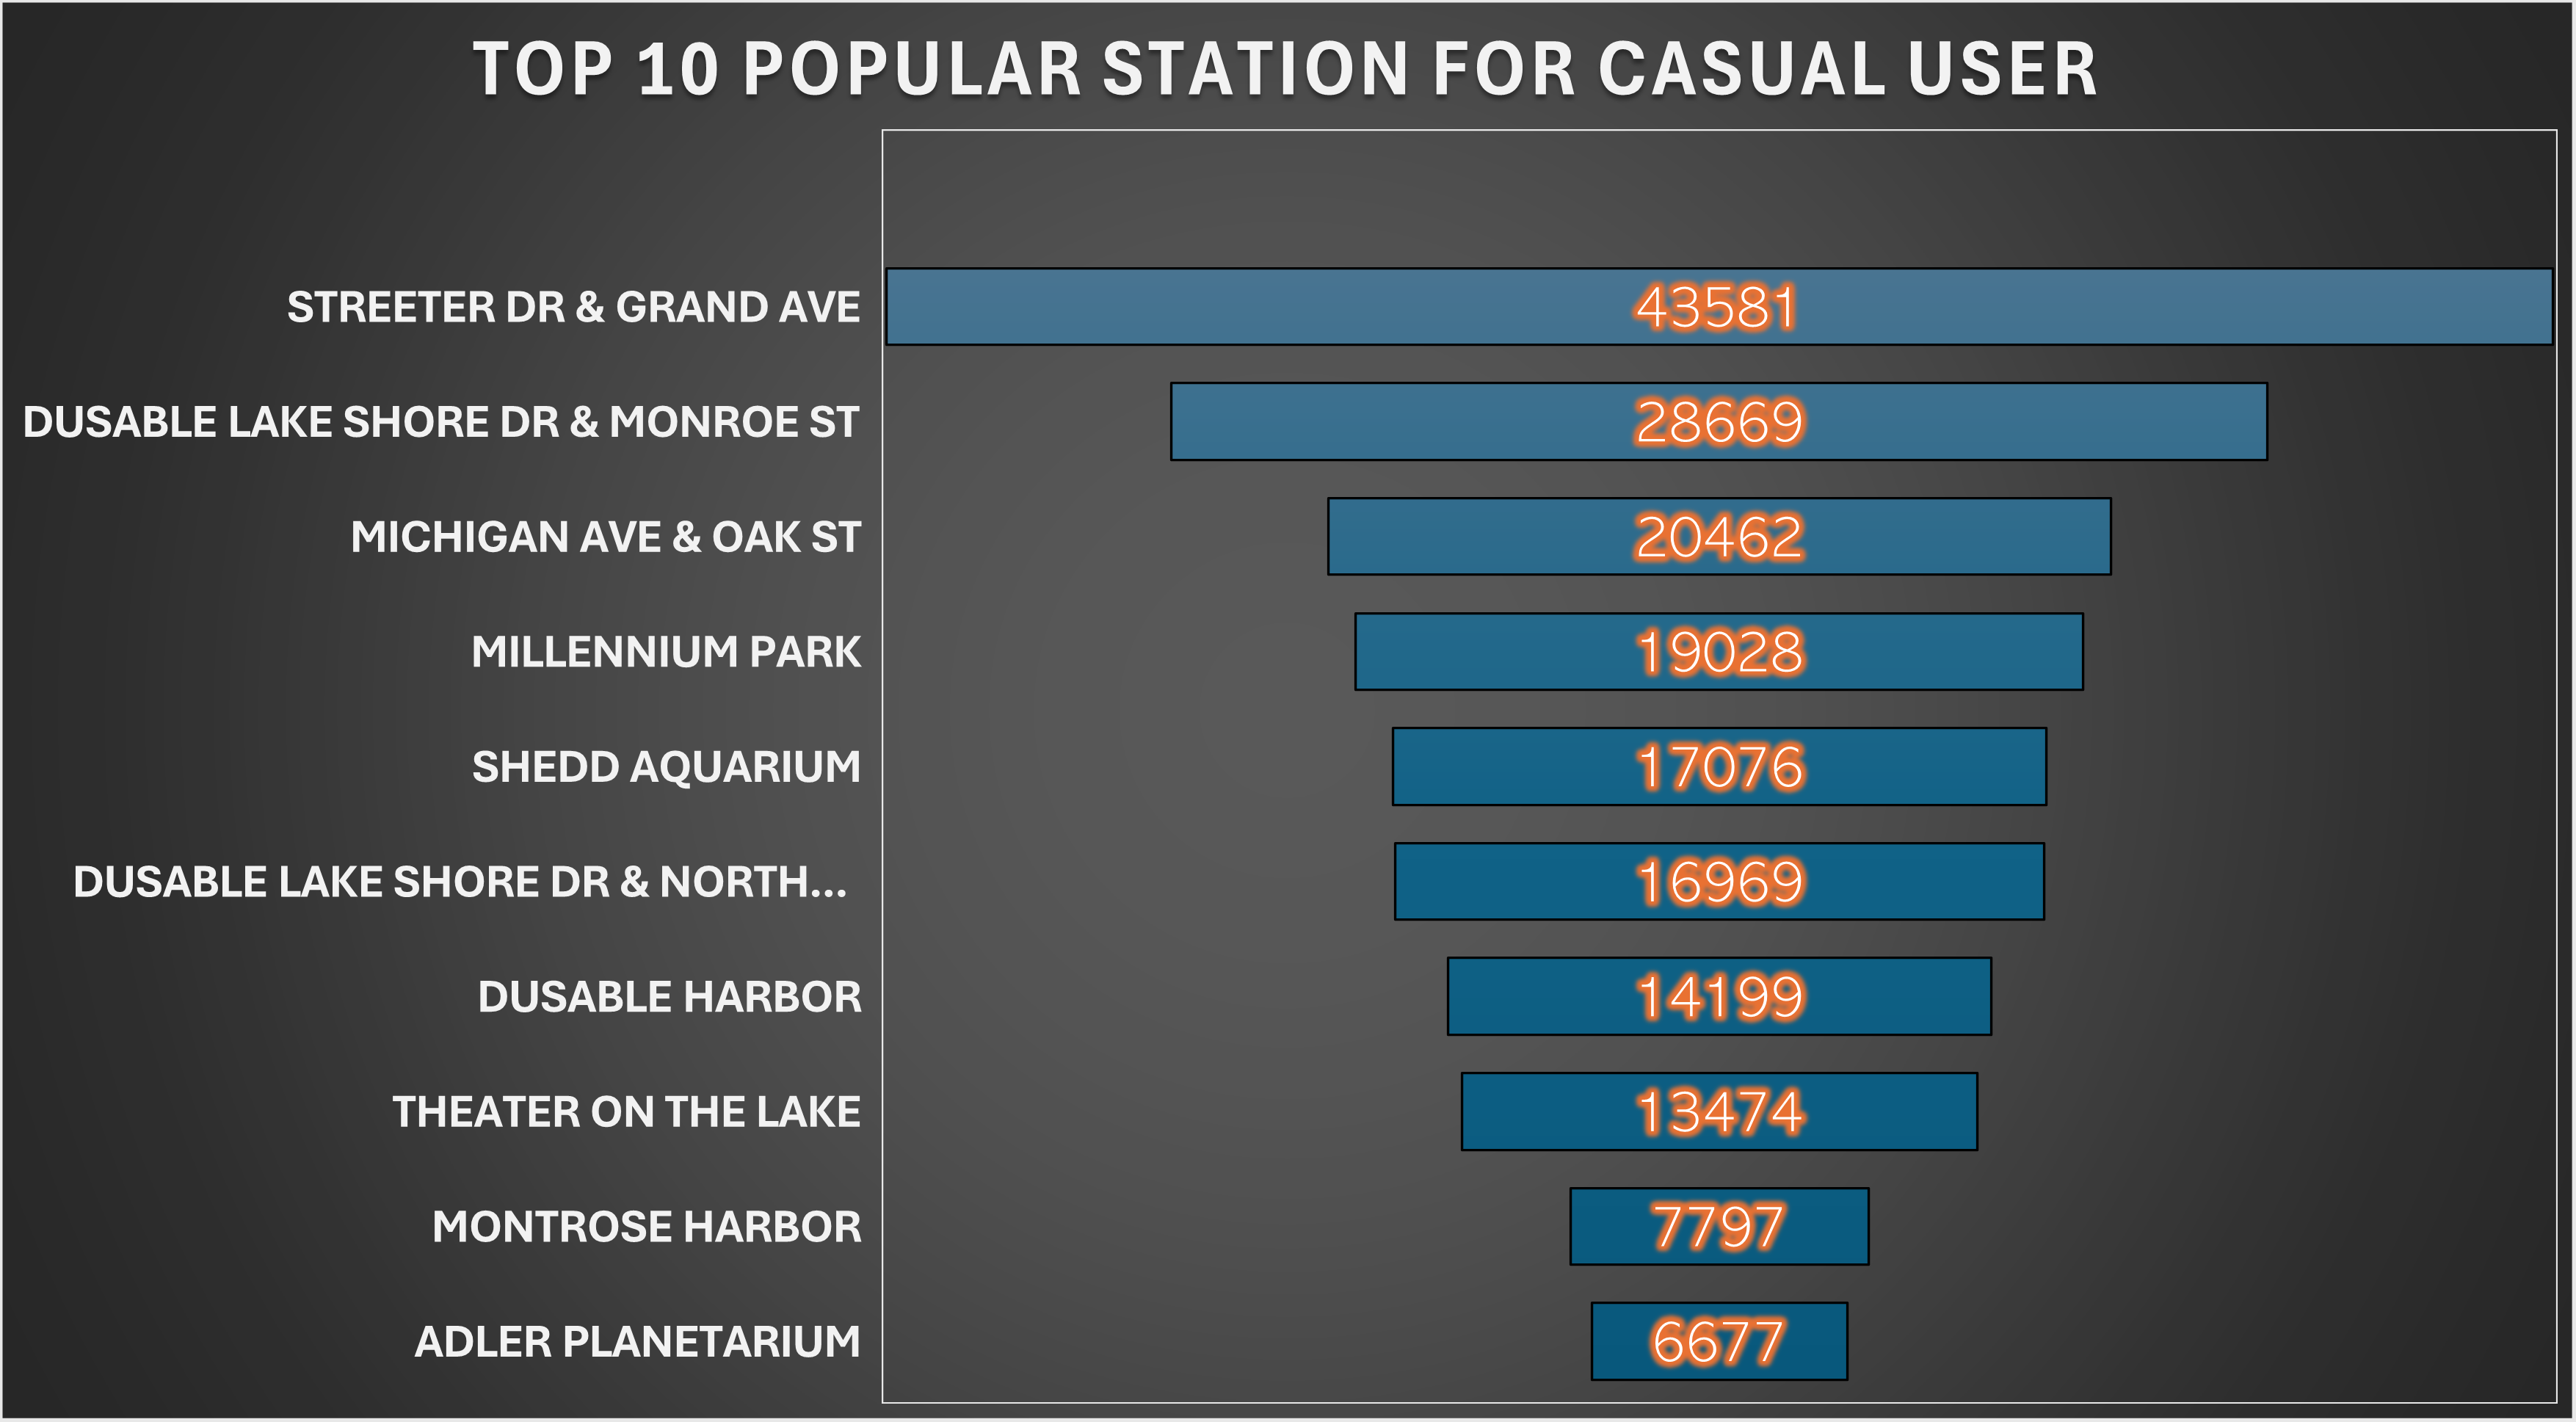 TOP 10 POPULAR STATION FOR CASUAL USER
STREETER DR & GRAND AVE 43581
DUSABLE LAKE SHORE DR & MONROE ST 28669
MICHIGAN AVE & OAK ST 20462
MILLENNIUM PARK 19028
SHEDD AQUARIUM 17076
DUSABLE LAKE SHORE DR & NORTH... 16969
DUSABLE HARBOR 14199
THEATER ON THE LAKE 13474
MONTROSE HARBOR 7797
ADLER PLANETARIUM 6677